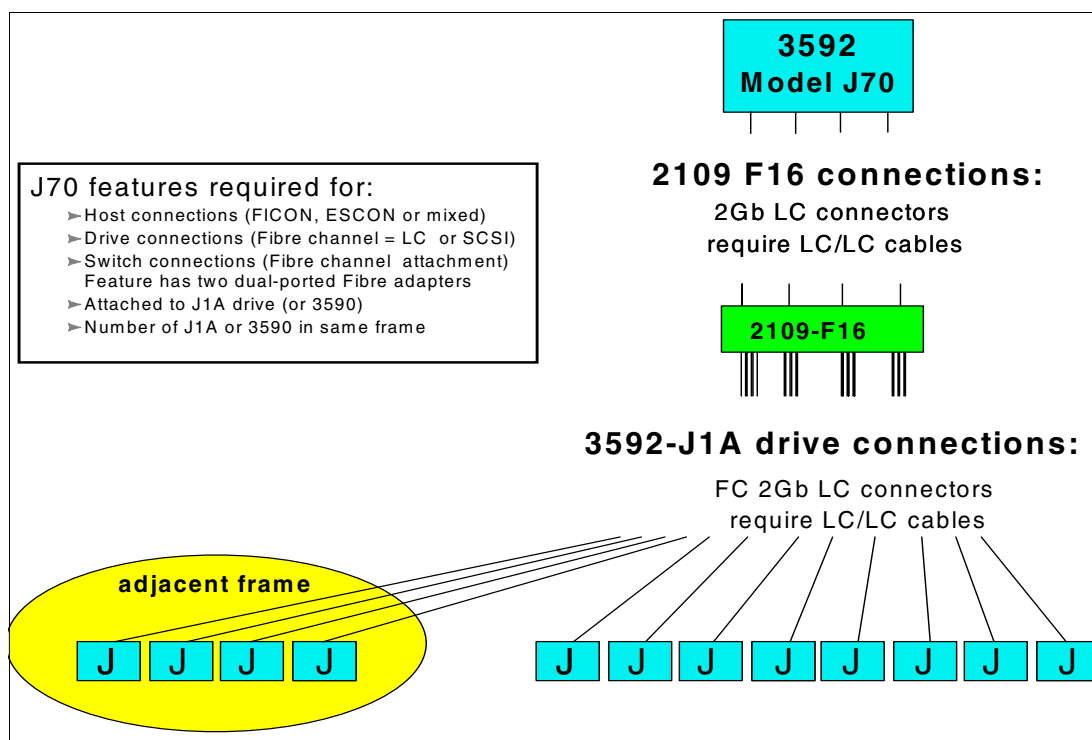 3592
Model J70
2109 F16 connections:
2Gb LC connectors
require LC/LC cables
J70 features required for:
➤Host connections (FICON, ESCON or mixed)
➤Drive connections (Fibre channel = LC or SCSI)
➤Switch connections (Fibre channel attachment)
Feature has two dual-ported Fibre adapters
➤Attached to J1A drive (or 3590)
➤Number of J1A or 3590 in same frame
2109-F16
3592-J1A drive connections:
FC 2Gb LC connectors
require LC/LC cables
adjacent frame
J J J J
J J J J J J J J